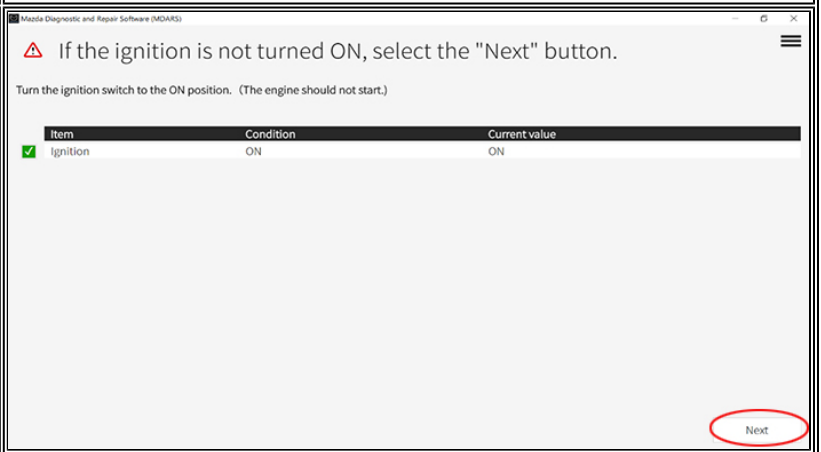 Mazda Diagnostic and Repair Software (MDARS)
If the ignition is not turned ON, select the "Next" button.
Turn the ignition switch to the ON position. (The engine should not start.)
Item Condition Current value
Ignition ON ON
Next